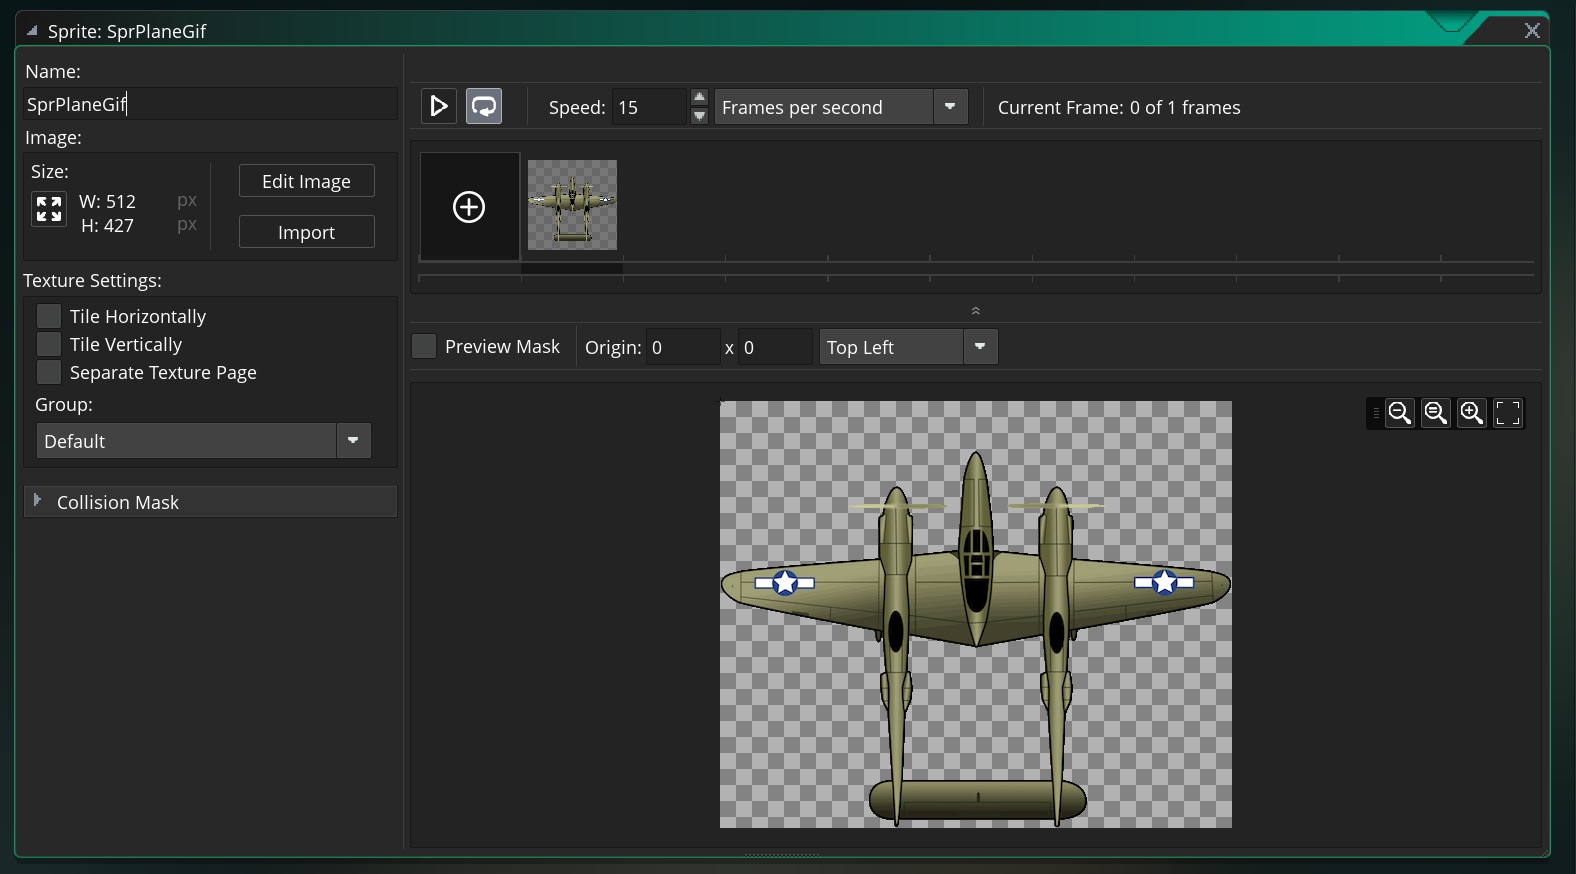 Sprite: SprPlaneGif
Name:
SprPlaneGif
Image:
Size:
W: 512 px
H: 427 px
Edit Image
Import
Texture Settings:
Tile Horizontally
Tile Vertically
Separate Texture Page
Group:
Default
Collision Mask
Speed: 15 Frames per second Current Frame: 0 of 1 frames
Preview Mask Origin: 0 x 0 Top Left